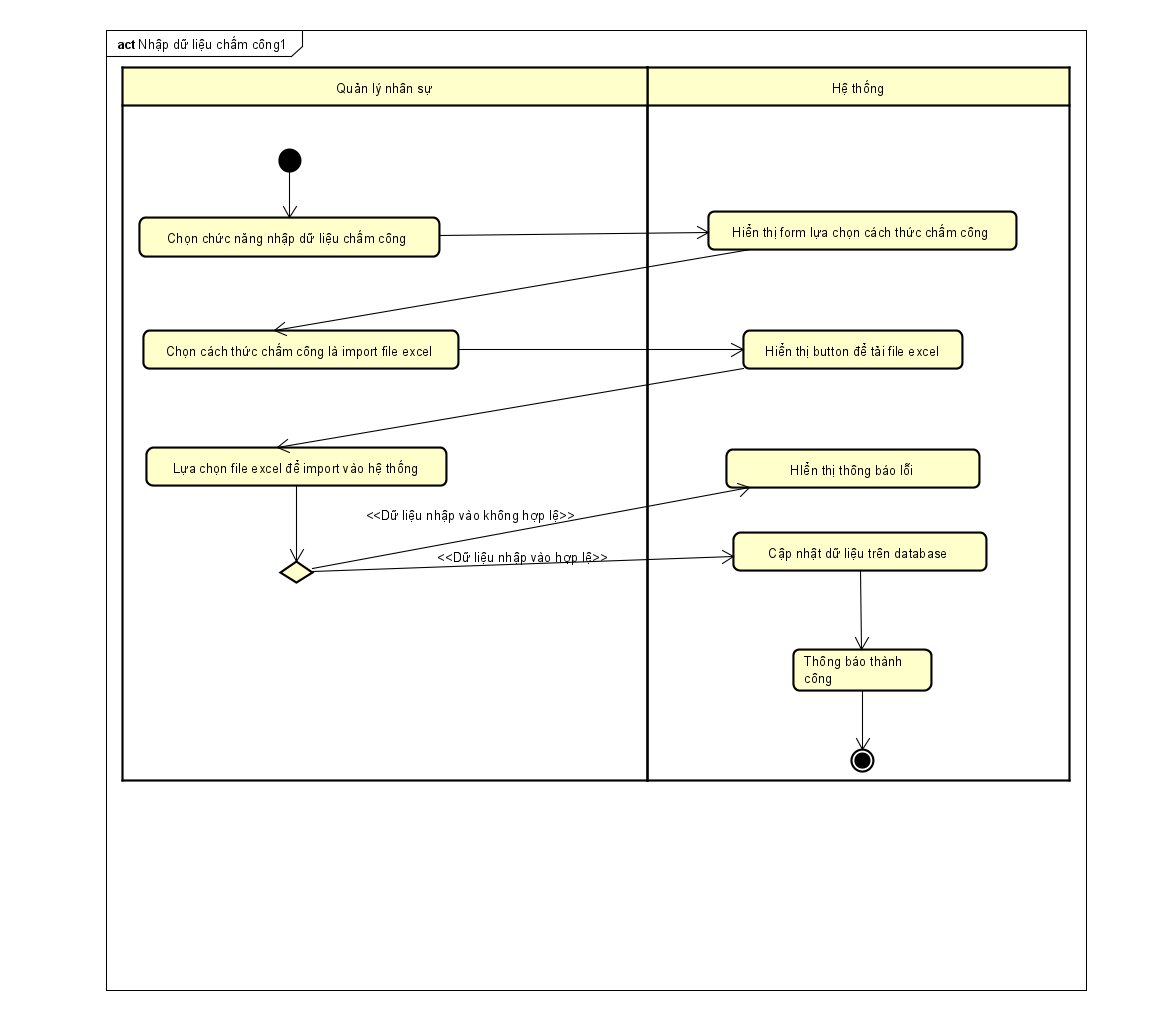 act Nhập dữ liệu chấm công1
Quản lý nhân sự
Hệ thống
Chọn chức năng nhập dữ liệu chấm công
Hiển thị form lựa chọn cách thức chấm công
Chọn cách thức chấm công là import file excel
Hiển thị button để tải file excel
Lựa chọn file excel để import vào hệ thống
HIển thị thông báo lỗi
<<Dữ liệu nhập vào không hợp lệ>>
<<Dữ liệu nhập vào hợp lệ>>
Cập nhật dữ liệu trên database
Thông báo thành
công